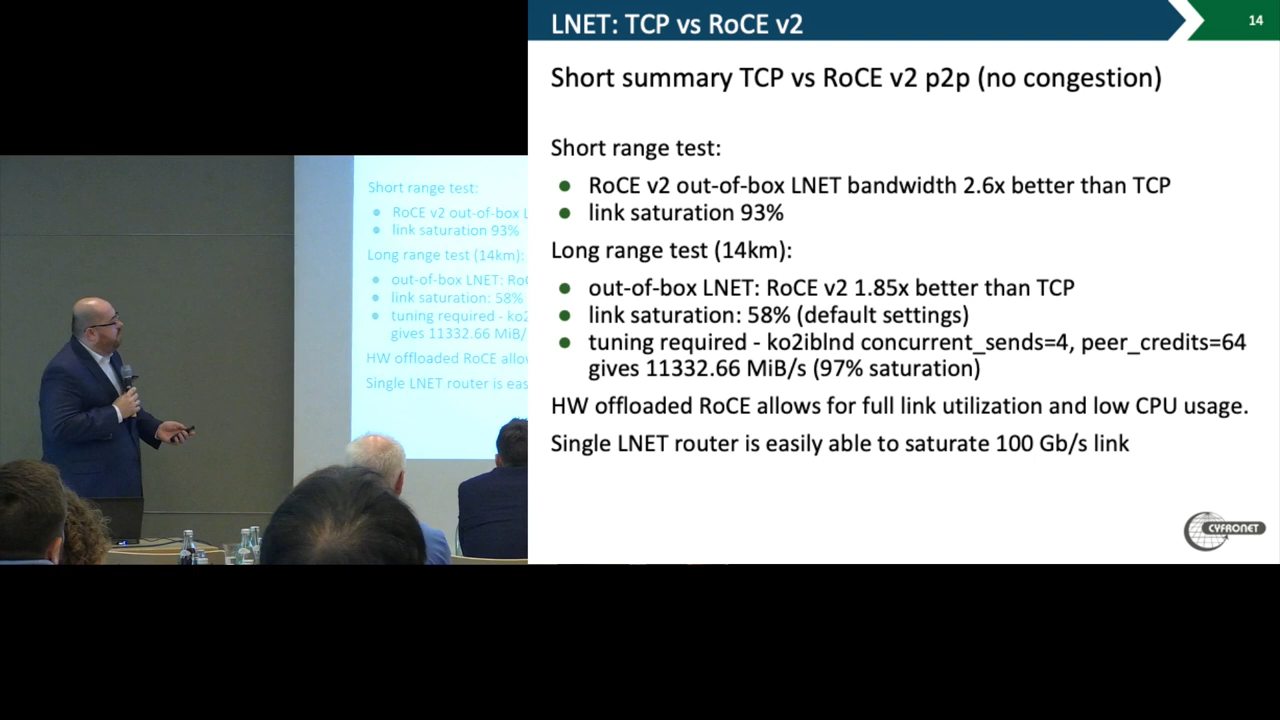 LNET: TCP vs RoCE v2
14
Short summary TCP vs RoCE v2 p2p (no congestion)
Short range test:
● RoCE v2 out-of-box LNET bandwidth 2.6x better than TCP
● link saturation 93%
Long range test (14km):
● out-of-box LNET: RoCE v2 1.85x better than TCP
● link saturation: 58% (default settings)
● tuning required - ko2iblnd concurrent_sends=4, peer_credits=64
gives 11332.66 MiB/s (97% saturation)
HW offloaded RoCE allows for full link utilization and low CPU usage.
Single LNET router is easily able to saturate 100 Gb/s link
CYFRONET
Short range test:
● RoCE v2 out-of-box L
● link saturation 93%
Long range test (14km):
● out-of-box LNET: Ro
● link saturation: 58%
● tuning required - ko2
gives 11332.66 MiB/
HW offloaded RoCE allow
Single LNET router is eas